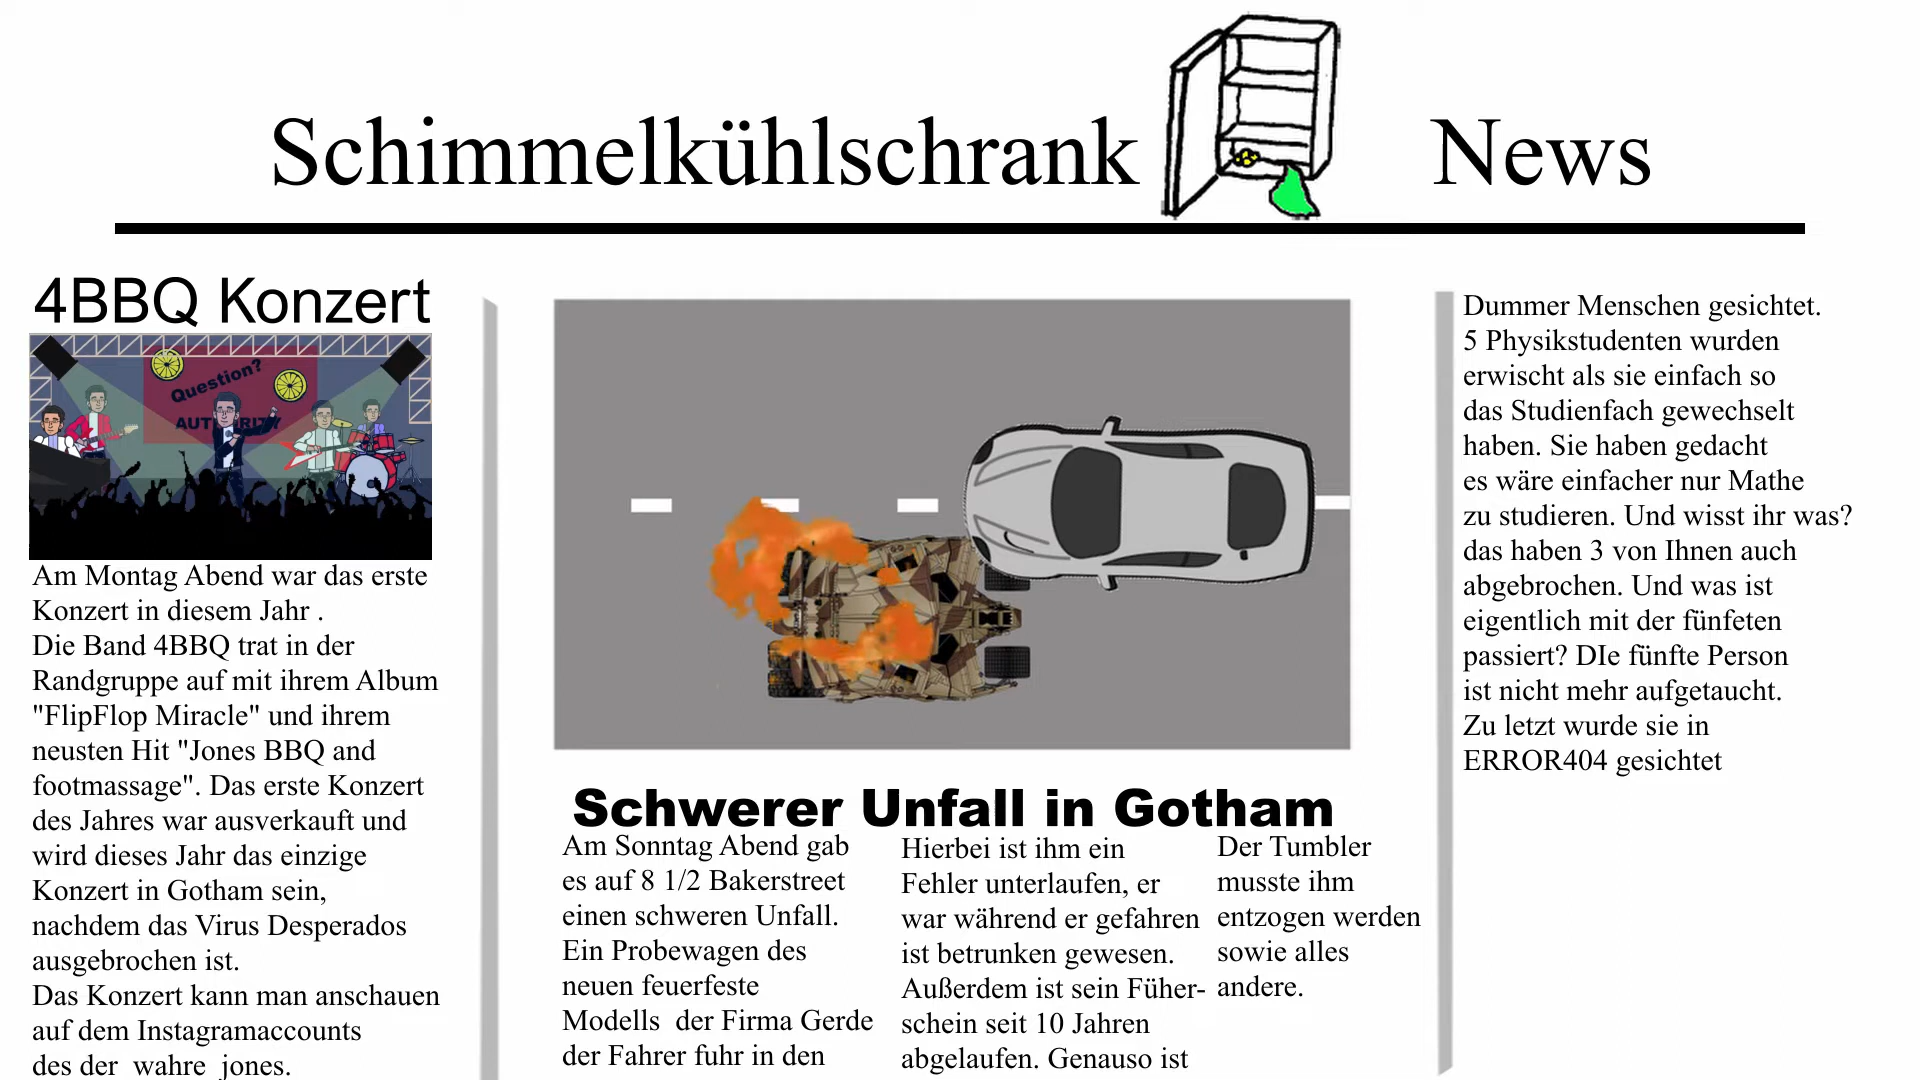 Schimmelkühlschrank News
4BBQ Konzert
Question?
AUTHORITY
Am Montag Abend war das erste
Konzert in diesem Jahr .
Die Band 4BBQ trat in der
Randgruppe auf mit ihrem Album
"FlipFlop Miracle" und ihrem
neusten Hit "Jones BBQ and
footmassage". Das erste Konzert
des Jahres war ausverkauft und
wird dieses Jahr das einzige
Konzert in Gotham sein,
nachdem das Virus Desperados
ausgebrochen ist.
Das Konzert kann man anschauen
auf dem Instagramaccounts
des der_wahre_jones.
Schwerer Unfall in Gotham
Am Sonntag Abend gab
es auf 8 1/2 Bakerstreet
einen schweren Unfall.
Ein Probewagen des
neuen feuerfeste
Modells der Firma Gerde
der Fahrer fuhr in den
Hierbei ist ihm ein
Fehler unterlaufen, er
war während er gefahren
ist betrunken gewesen.
Außerdem ist sein Füher-
schein seit 10 Jahren
abgelaufen. Genauso ist
Der Tumbler
musste ihm
entzogen werden
sowie alles
andere.
Dummer Menschen gesichtet.
5 Physikstudenten wurden
erwischt als sie einfach so
das Studienfach gewechselt
haben. Sie haben gedacht
es wäre einfacher nur Mathe
zu studieren. Und wisst ihr was?
das haben 3 von Ihnen auch
abgebrochen. Und was ist
eigentlich mit der fünfeten
passiert? DIe fünfte Person
ist nicht mehr aufgetaucht.
Zu letzt wurde sie in
ERROR404 gesichtet